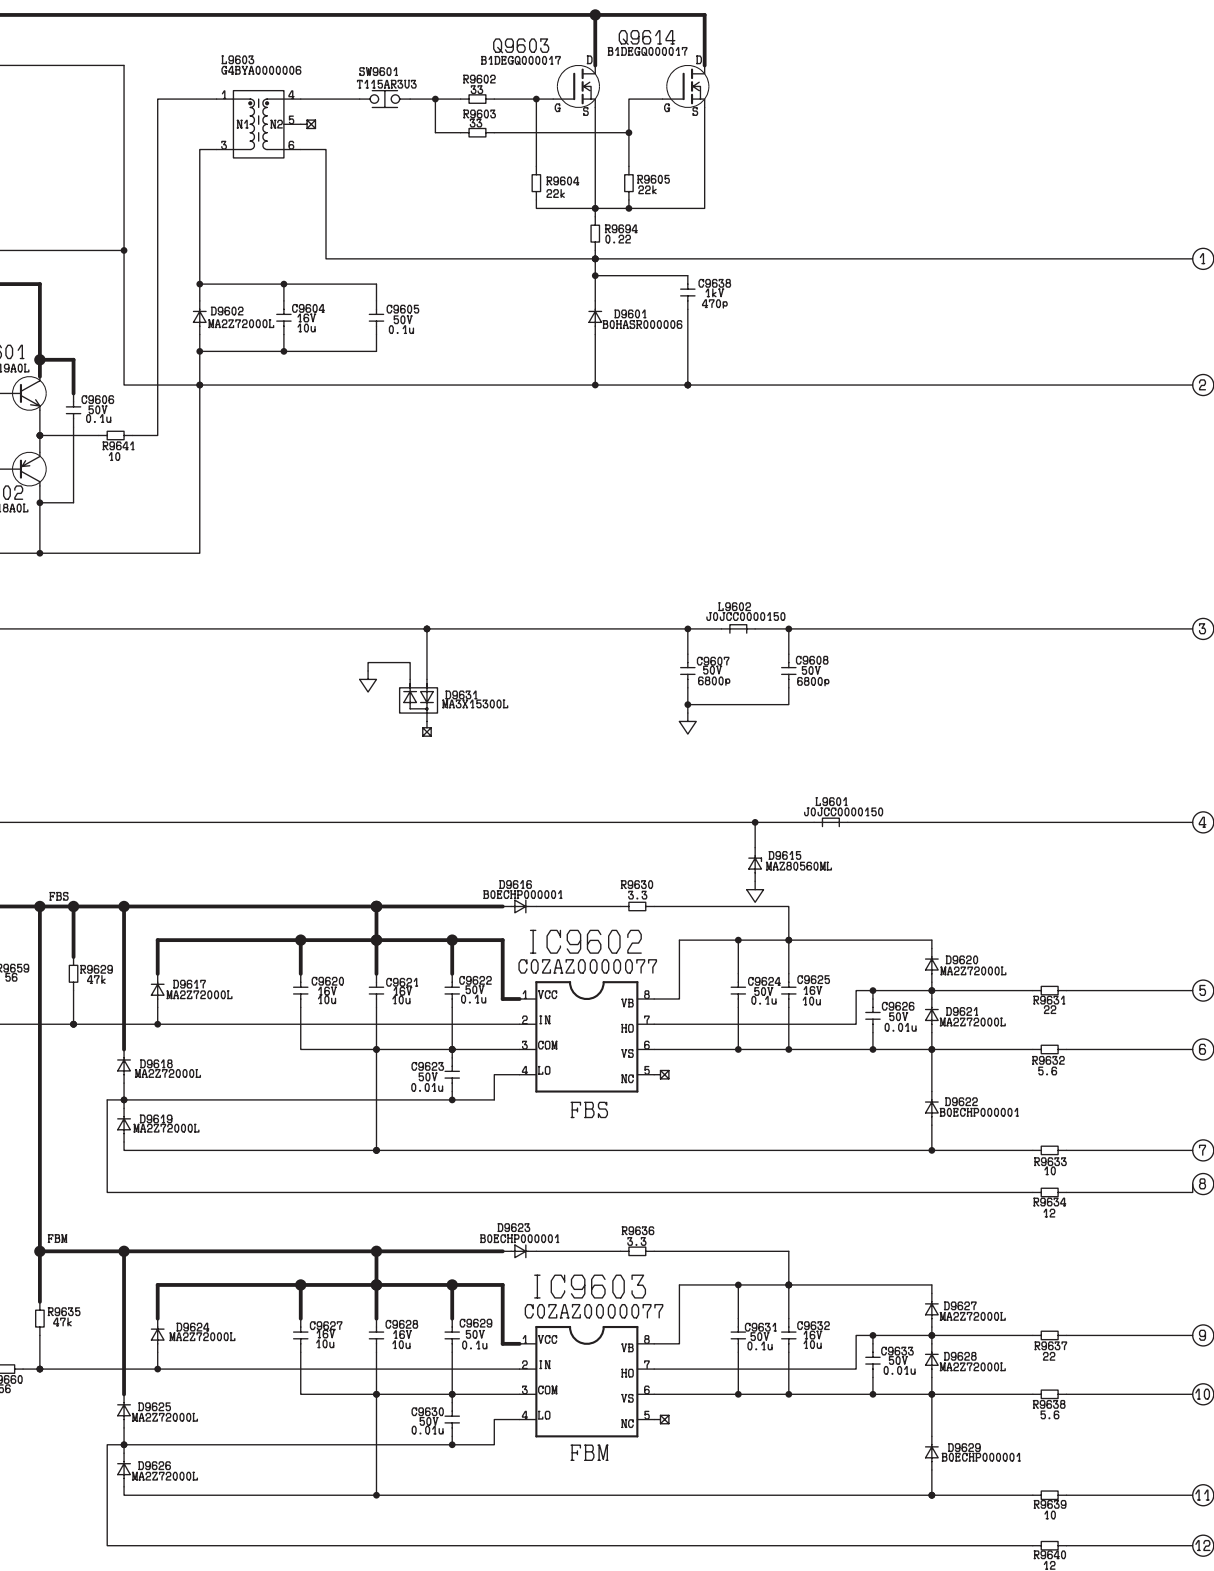 Q9603
B1DEGQ000017
Q9614
B1DEGQ000017
D
D
G
S
G
S
L9603
G4BYA0000006
1
4
N1
N2
5
3
6
SW9601
T115AR3U3
R9602
33
R9603
33
R9604
22k
R9605
22k
R9694
0.22
1
D9602
MA2Z72000L
C9604
16V
10u
C9605
50V
0.1u
D9601
B0HASR000006
C9638
1kV
470p
2
601
19A0L
C9606
50V
0.1u
R9641
10
02
18A0L
L9602
J0JCC0000150
3
C9607
50V
6800p
C9608
50V
6800p
D9631
MA3X15300L
L9601
J0JCC0000150
4
D9615
MAZ80560ML
FBS
D9616
B0ECHP000001
R9630
3.3
R9659
56
R9629
47k
D9617
MA2Z72000L
C9620
16V
10u
C9621
16V
10u
C9622
50V
0.1u
IC9602
C0ZAZ0000077
1
VCC
2
IN
3
COM
4
LO
VB
8
HO
7
VS
6
NC
5
FBS
C9624
50V
0.1u
C9625
16V
10u
C9626
50V
0.01u
D9620
MA2Z72000L
D9621
MA2Z72000L
R9631
22
5
R9632
5.6
6
D9618
MA2Z72000L
C9623
50V
0.01u
D9619
MA2Z72000L
D9622
B0ECHP000001
R9633
10
7
R9634
12
8
FBM
D9623
B0ECHP000001
R9636
3.3
R9635
47k
D9624
MA2Z72000L
C9627
16V
10u
C9628
16V
10u
C9629
50V
0.1u
IC9603
C0ZAZ0000077
1
VCC
2
IN
3
COM
4
LO
VB
8
HO
7
VS
6
NC
5
FBM
C9631
50V
0.1u
C9632
16V
10u
C9633
50V
0.01u
D9627
MA2Z72000L
D9628
MA2Z72000L
R9637
22
9
R9638
5.6
10
9660
56
D9625
MA2Z72000L
C9630
50V
0.01u
D9626
MA2Z72000L
D9629
B0ECHP000001
R9639
10
11
R9640
12
12